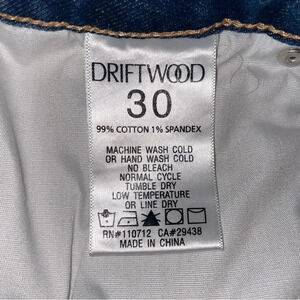 DRIFTWOOD
30
99% COTTON 1% SPANDEX
MACHINE WASH COLD
OR HAND WASH COLD
NO BLEACH
NORMAL CYCLE
TUMBLE DRY
LOW TEMPERATURE
OR LINE DRY
RN#110712 CA#29438
MADE IN CHINA